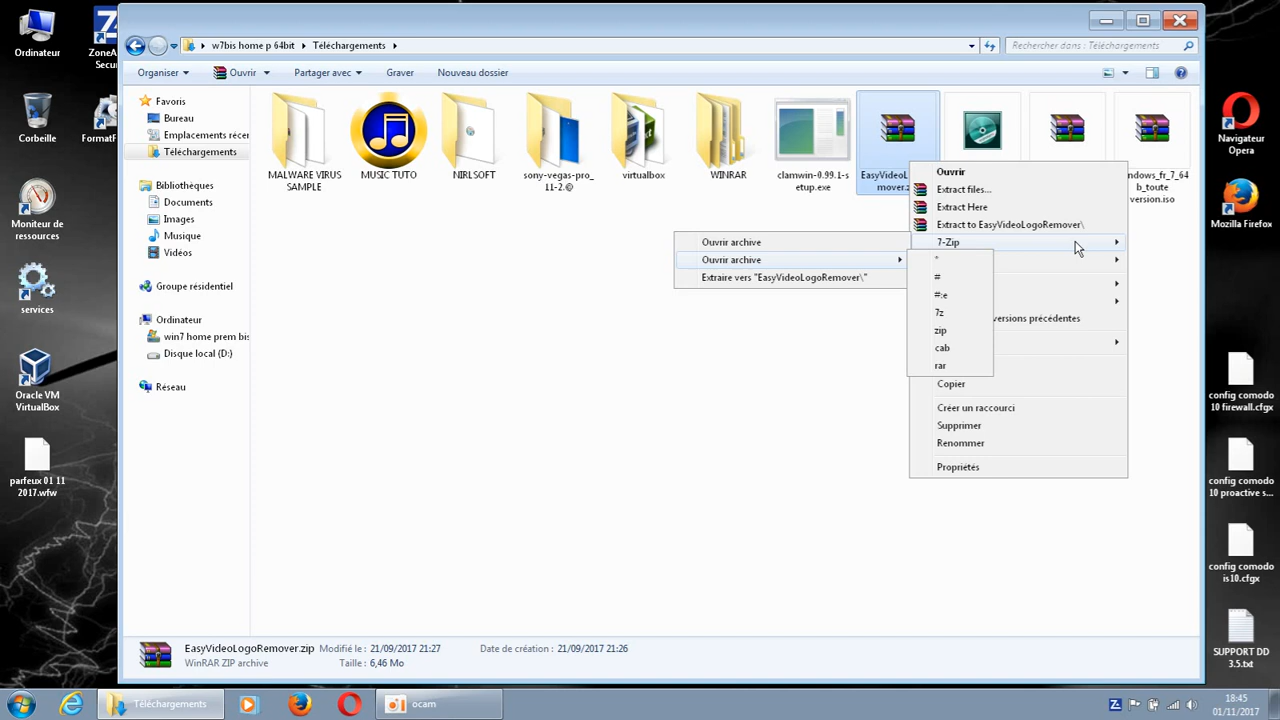 Ordinateur
ZoneA
Secu
Corbeille
FormatF
Moniteur de
ressources
services
Oracle VM
VirtualBox
parfeux 01 11
2017.wfw
w7bis home p 64bit
Téléchargements
Rechercher dans : Téléchargements
Organiser
Ouvrir
Partager avec
Graver
Nouveau dossier
Favoris
Bureau
Emplacements récen
Téléchargements
Bibliothèques
Documents
Images
Musique
Vidéos
Groupe résidentiel
Ordinateur
win7 home prem bis
Disque local (D:)
Réseau
MALWARE VIRUS
SAMPLE
MUSIC TUTO
NIRLSOFT
sony-vegas-pro_
11-2.©
virtualbox
WINRAR
clamwin-0.99.1-s
etup.exe
EasyVideoL
mover.z
ndows_fr_7_64
b_toute
version.iso
Ouvrir
Extract files...
Extract Here
Extract to EasyVideoLogoRemover\
7-Zip
versions précédentes
Copier
Créer un raccourci
Supprimer
Renommer
Propriétés
Ouvrir archive
Ouvrir archive
Extraire vers "EasyVideoLogoRemover\"
*
#
#:e
7z
zip
cab
rar
EasyVideoLogoRemover.zip
WinRAR ZIP archive
Modifié le : 21/09/2017 21:27
Taille : 6,46 Mo
Date de création : 21/09/2017 21:26
Navigateur
Opera
Mozilla Firefox
config comodo
10 firewall.cfgx
config comodo
10 proactive s...
config comodo
is10.cfgx
SUPPORT DD
3.5.txt
Téléchargements
ocam
18:45
01/11/2017